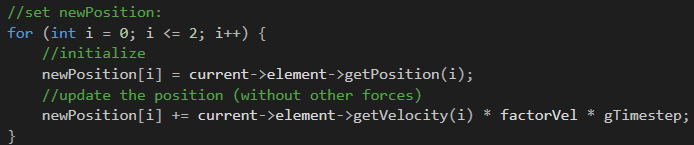 //set newPosition:
for (int i = 0; i <= 2; i++) {
//initialize
newPosition[i] = current->element->getPosition(i);
//update the position (without other forces)
newPosition[i] += current->element->getVelocity(i) * factorVel * gTimestep;
}